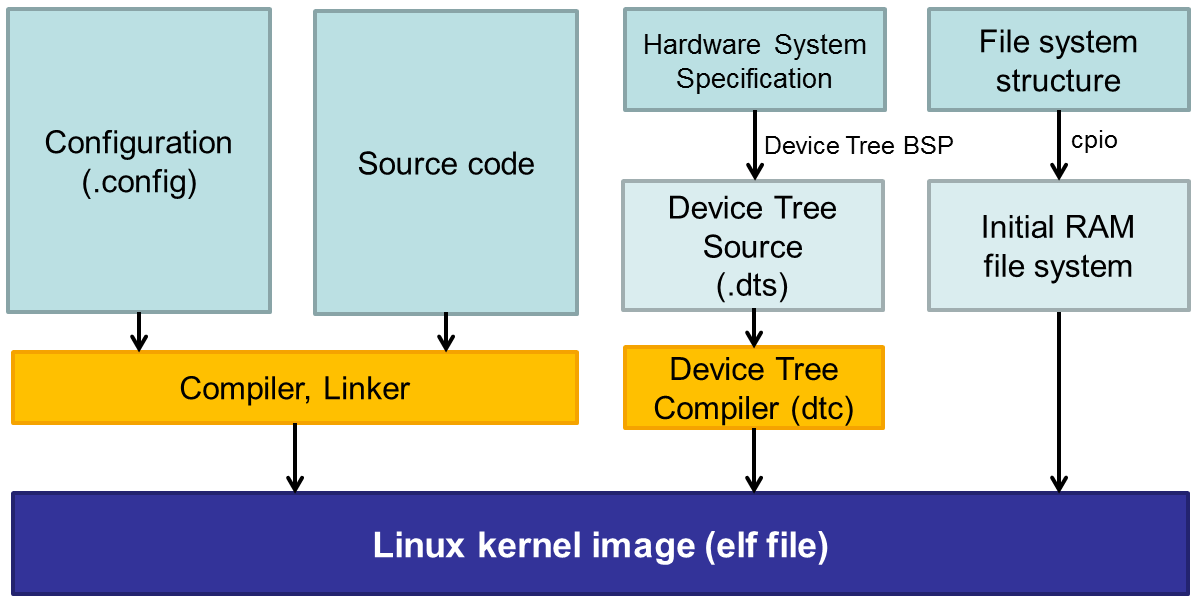 Configuration
(.config)
Source code
Hardware System
Specification
File system
structure
Device Tree BSP
cpio
Device Tree
Source
(.dts)
Initial RAM
file system
Compiler, Linker
Device Tree
Compiler (dtc)
Linux kernel image (elf file)